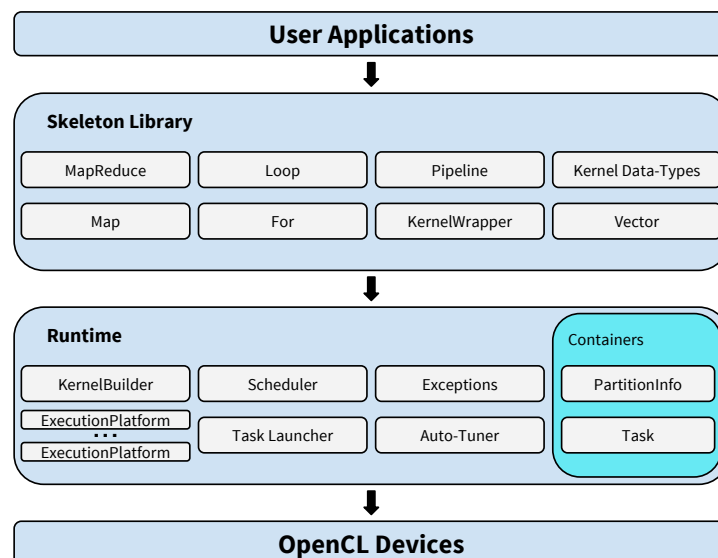 User Applications
Skeleton Library
MapReduce Loop Pipeline Kernel Data-Types
Map For KernelWrapper Vector
Runtime
Containers
KernelBuilder Scheduler Exceptions PartitionInfo
ExecutionPlatform
...
Task Launcher Auto-Tuner Task
ExecutionPlatform
OpenCL Devices